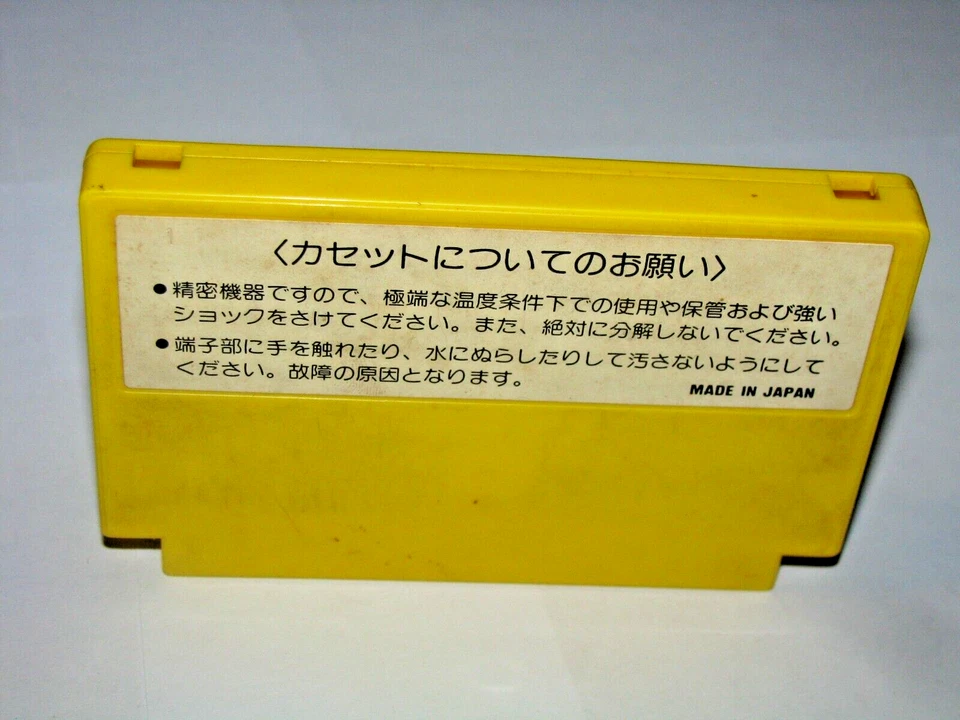 〈カセットについてのお願い〉
●精密機器ですので、極端な温度条件下での使用や保管および強い
ショックをさけてください。また、絶対に分解しないでください。
●端子部に手を触れたり、水にぬらしたりして汚さないようにして
ください。故障の原因となります。
MADE IN JAPAN